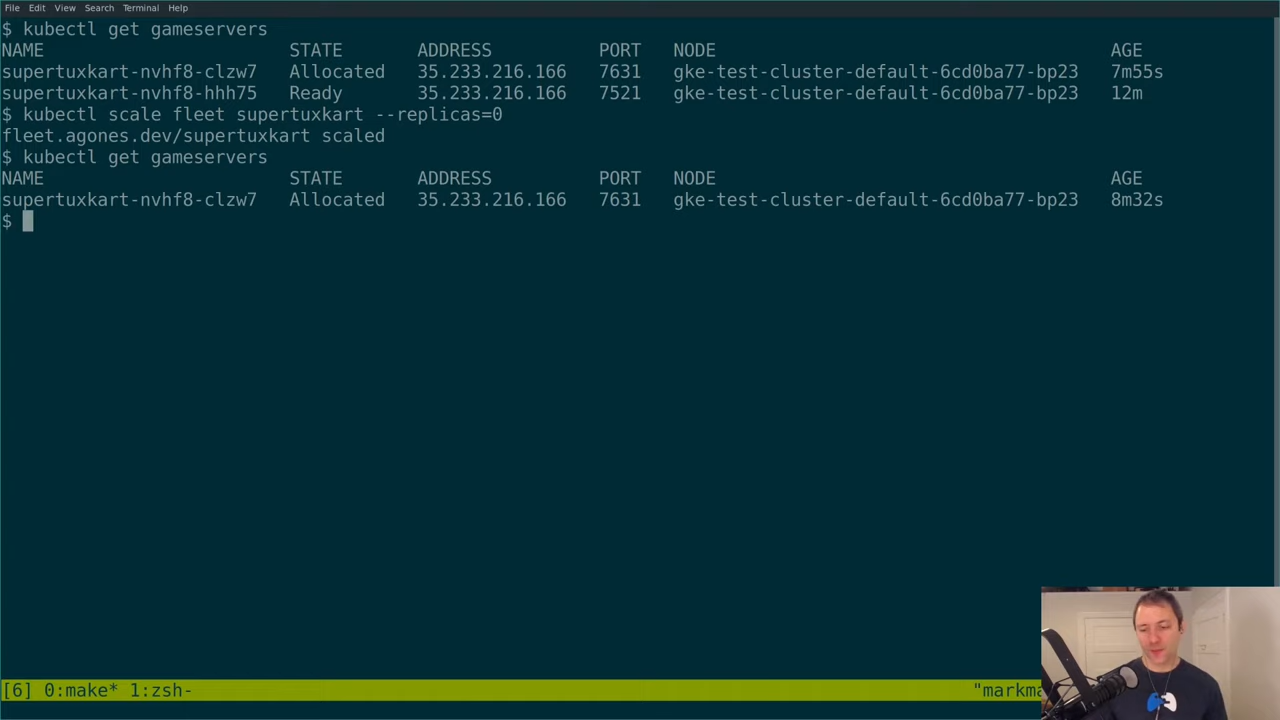 File Edit View Search Terminal Help
$ kubectl get gameservers
NAME STATE ADDRESS PORT NODE AGE
supertuxkart-nvhf8-clzw7 Allocated 35.233.216.166 7631 gke-test-cluster-default-6cd0ba77-bp23 7m55s
supertuxkart-nvhf8-hhh75 Ready 35.233.216.166 7521 gke-test-cluster-default-6cd0ba77-bp23 12m
$ kubectl scale fleet supertuxkart --replicas=0
fleet.agones.dev/supertuxkart scaled
$ kubectl get gameservers
NAME STATE ADDRESS PORT NODE AGE
supertuxkart-nvhf8-clzw7 Allocated 35.233.216.166 7631 gke-test-cluster-default-6cd0ba77-bp23 8m32s
$
[6] 0:make* 1:zsh- "markma